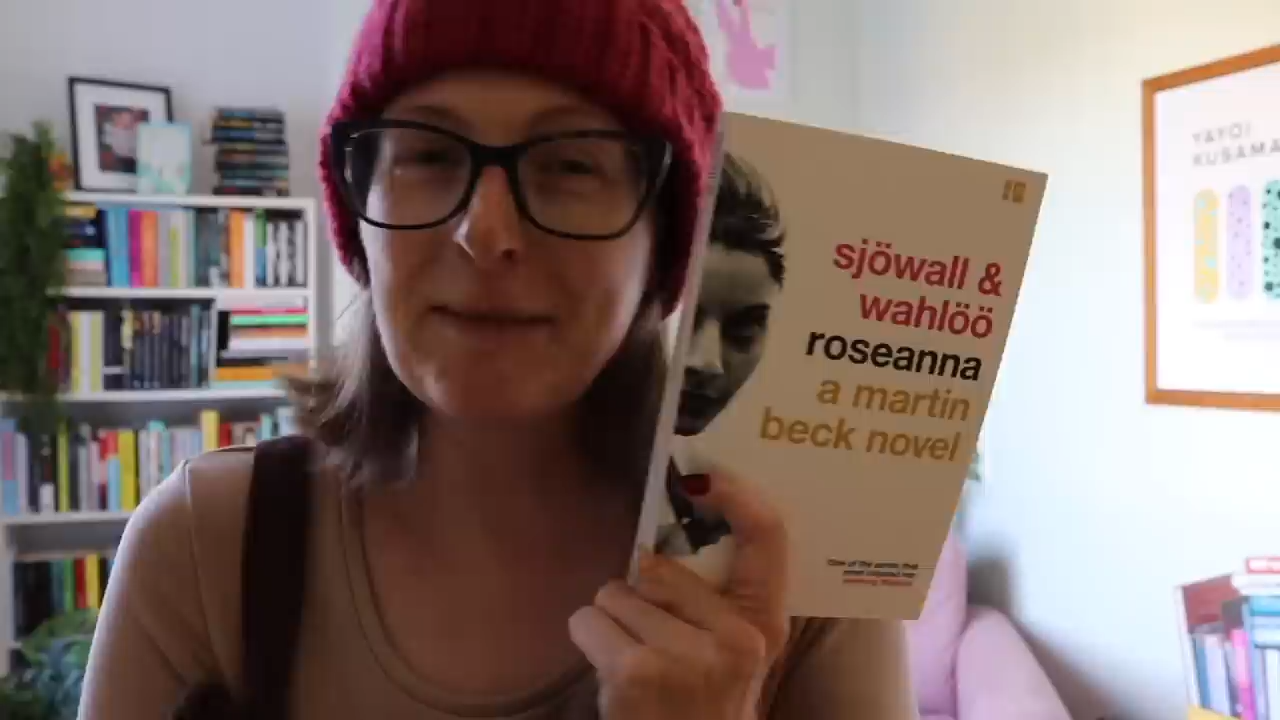 YAYOI
KUSAMA
sjöwall &
wahlöö
roseanna
a martin
beck novel